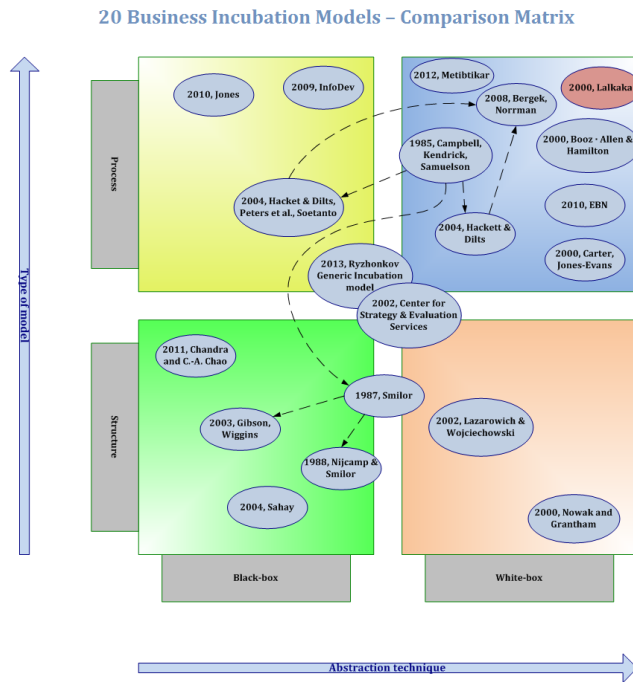 20 Business Incubation Models – Comparison Matrix
2012, Metibtikar
2009, InfoDev
2000, Lalkaka
2010, Jones
2008, Bergek,
Norrman
2000, Booz - Allen &
Hamilton
1985, Campbell,
Kendrick,
Samuelson
Process
2004, Hacket & Dilts,
Peters et al., Soetanto
2010, EBN
2004, Hackett &
Dilts
2000, Carter,
Jones-Evans
2013, Ryzhonkov
Generic Incubation
model
2002, Center for
Strategy & Evaluation
Services
Type of model
2011, Chandra
and C.-A. Chao
1987, Smilor
Structure
2003, Gibson,
Wiggins
2002, Lazarowich &
Wojciechowski
1988, Nijcamp &
Smilor
2004, Sahay
2000, Nowak and
Grantham
Black-box
White-box
Abstraction technique